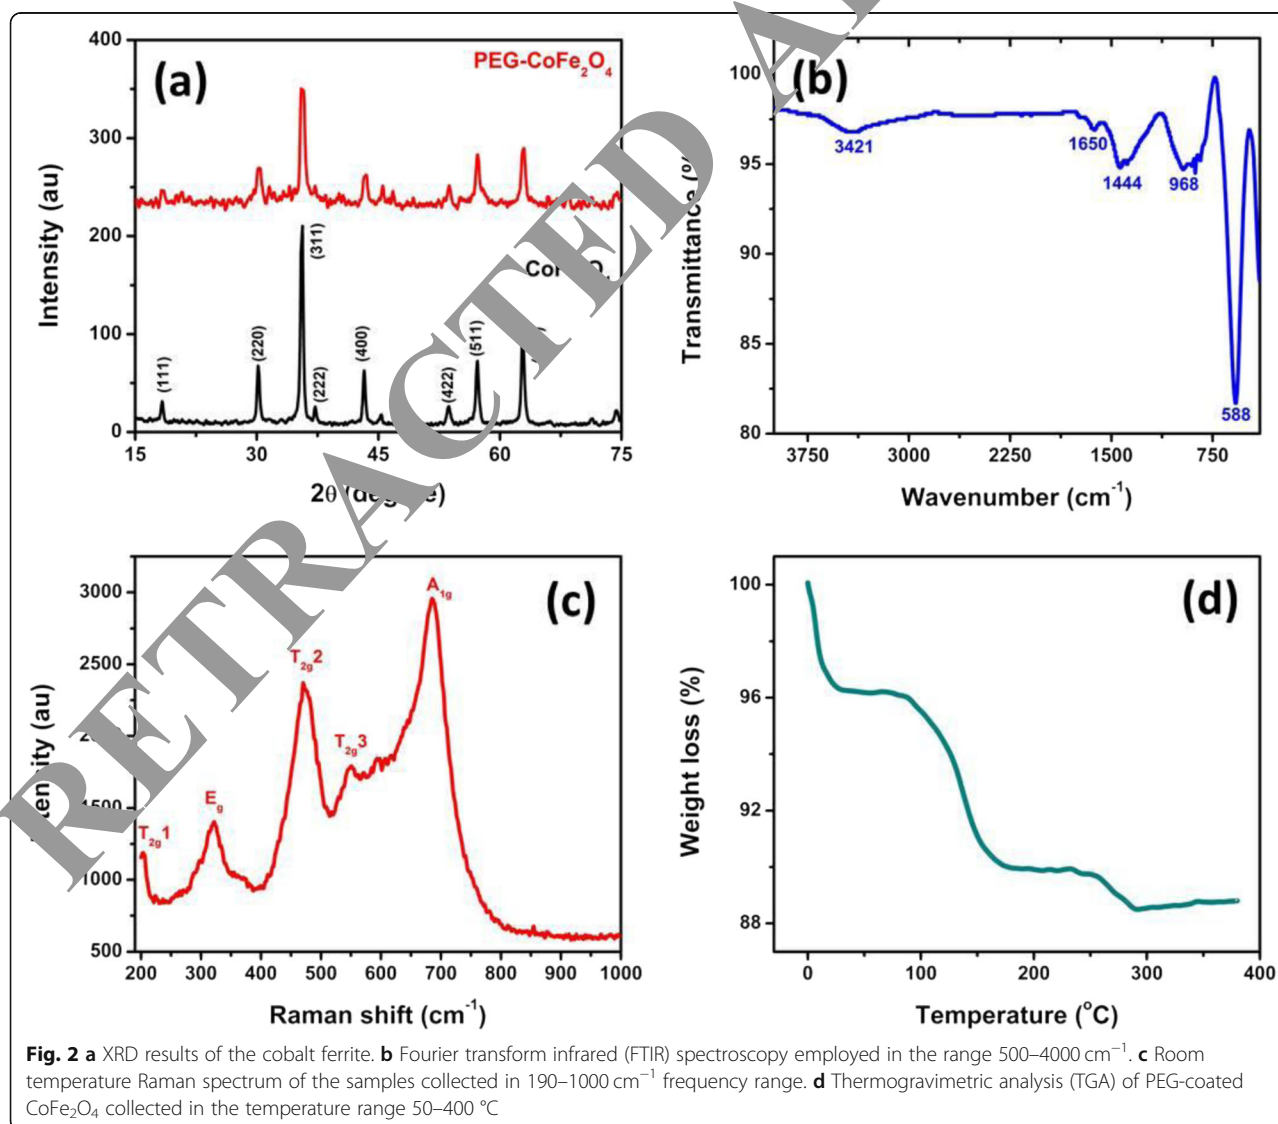 RETRACTED
(a)
PEG-CoFe2O4
400
300
200
100
0
Intensity (au)
(111)
(220)
(311)
(222)
(400)
(422)
(511)
15 30 45 60 75
(b)
100
95
90
85
80
3421
1650
1444
968
588
3750 3000 2250 1500 750
Wavenumber (cm-1)
(c)
3000
2500
1000
500
T2g1
Eg
T2g2
T2g3
A1g
200 300 400 500 600 700 800 900 1000
Raman shift (cm-1)
(d)
100
96
92
88
Weight loss (%)
0 100 200 300 400
Temperature (oC)
Fig. 2 a XRD results of the cobalt ferrite. b Fourier transform infrared (FTIR) spectroscopy employed in the range 500–4000 cm−1. c Room
temperature Raman spectrum of the samples collected in 190–1000 cm−1 frequency range. d Thermogravimetric analysis (TGA) of PEG-coated
CoFe2O4 collected in the temperature range 50–400 °C